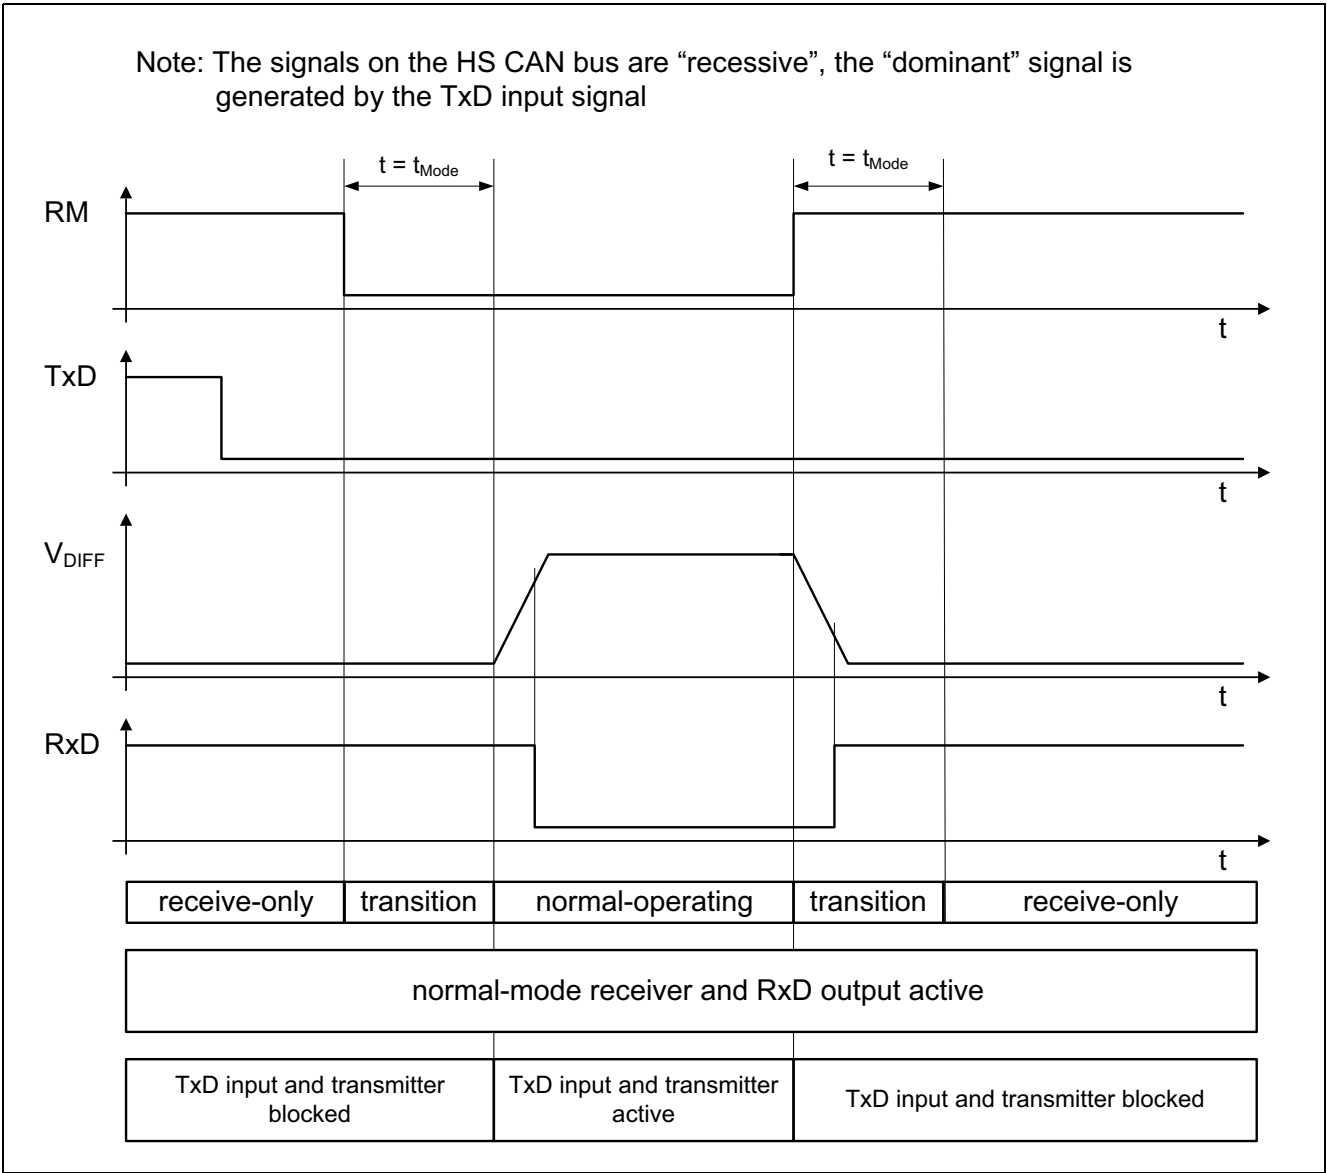 Note: The signals on the HS CAN bus are “recessive”, the “dominant” signal is
generated by the TxD input signal
t = tMode
t = tMode
RM
t
TxD
t
VDIFF
t
RxD
t
receive-only
transition
normal-operating
transition
receive-only
normal-mode receiver and RxD output active
TxD input and transmitter
blocked
TxD input and transmitter
active
TxD input and transmitter blocked